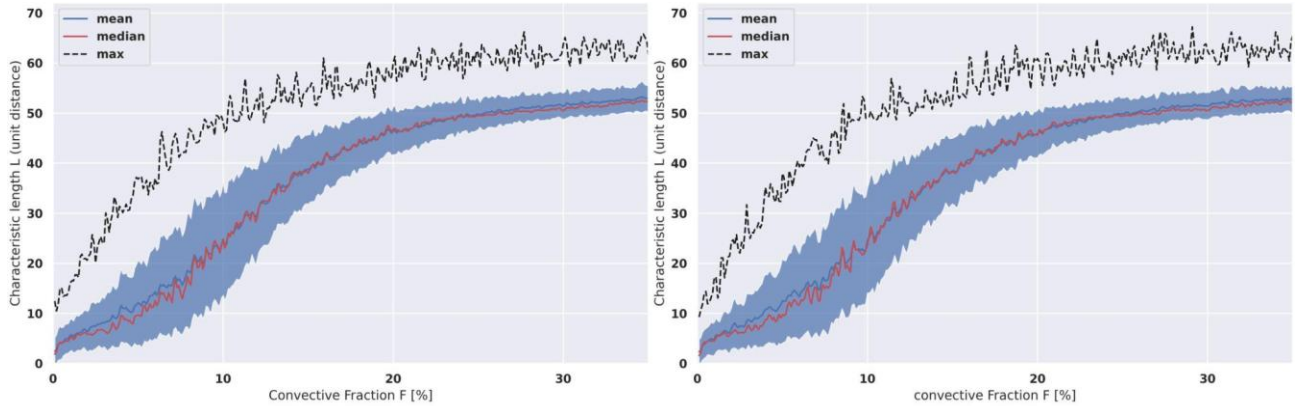 70
60
50
40
30
20
10
0
mean
median
max
Characteristic length L (unit distance)
0 10 20 30
Convective Fraction F [%]
70
60
50
40
30
20
10
0
mean
median
max
Characteristic length L (unit distance)
0 10 20 30
convective Fraction F [%]